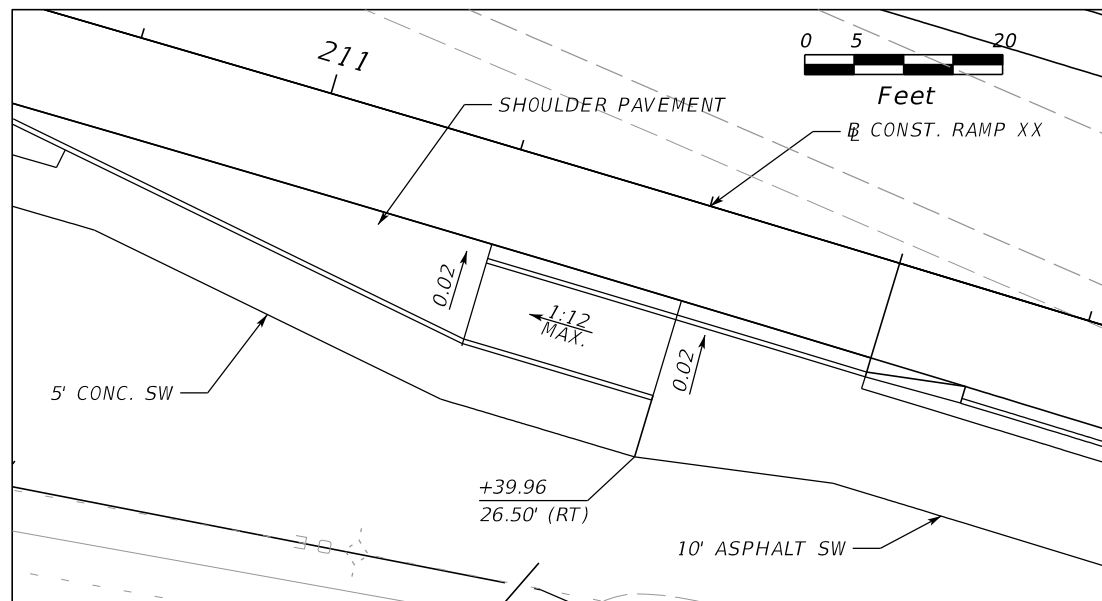 211
0 5 20
Feet
SHOULDER PAVEMENT
℄ CONST. RAMP XX
0.02
1:12
MAX.
0.02
5' CONC. SW
+39.96
26.50' (RT)
10' ASPHALT SW